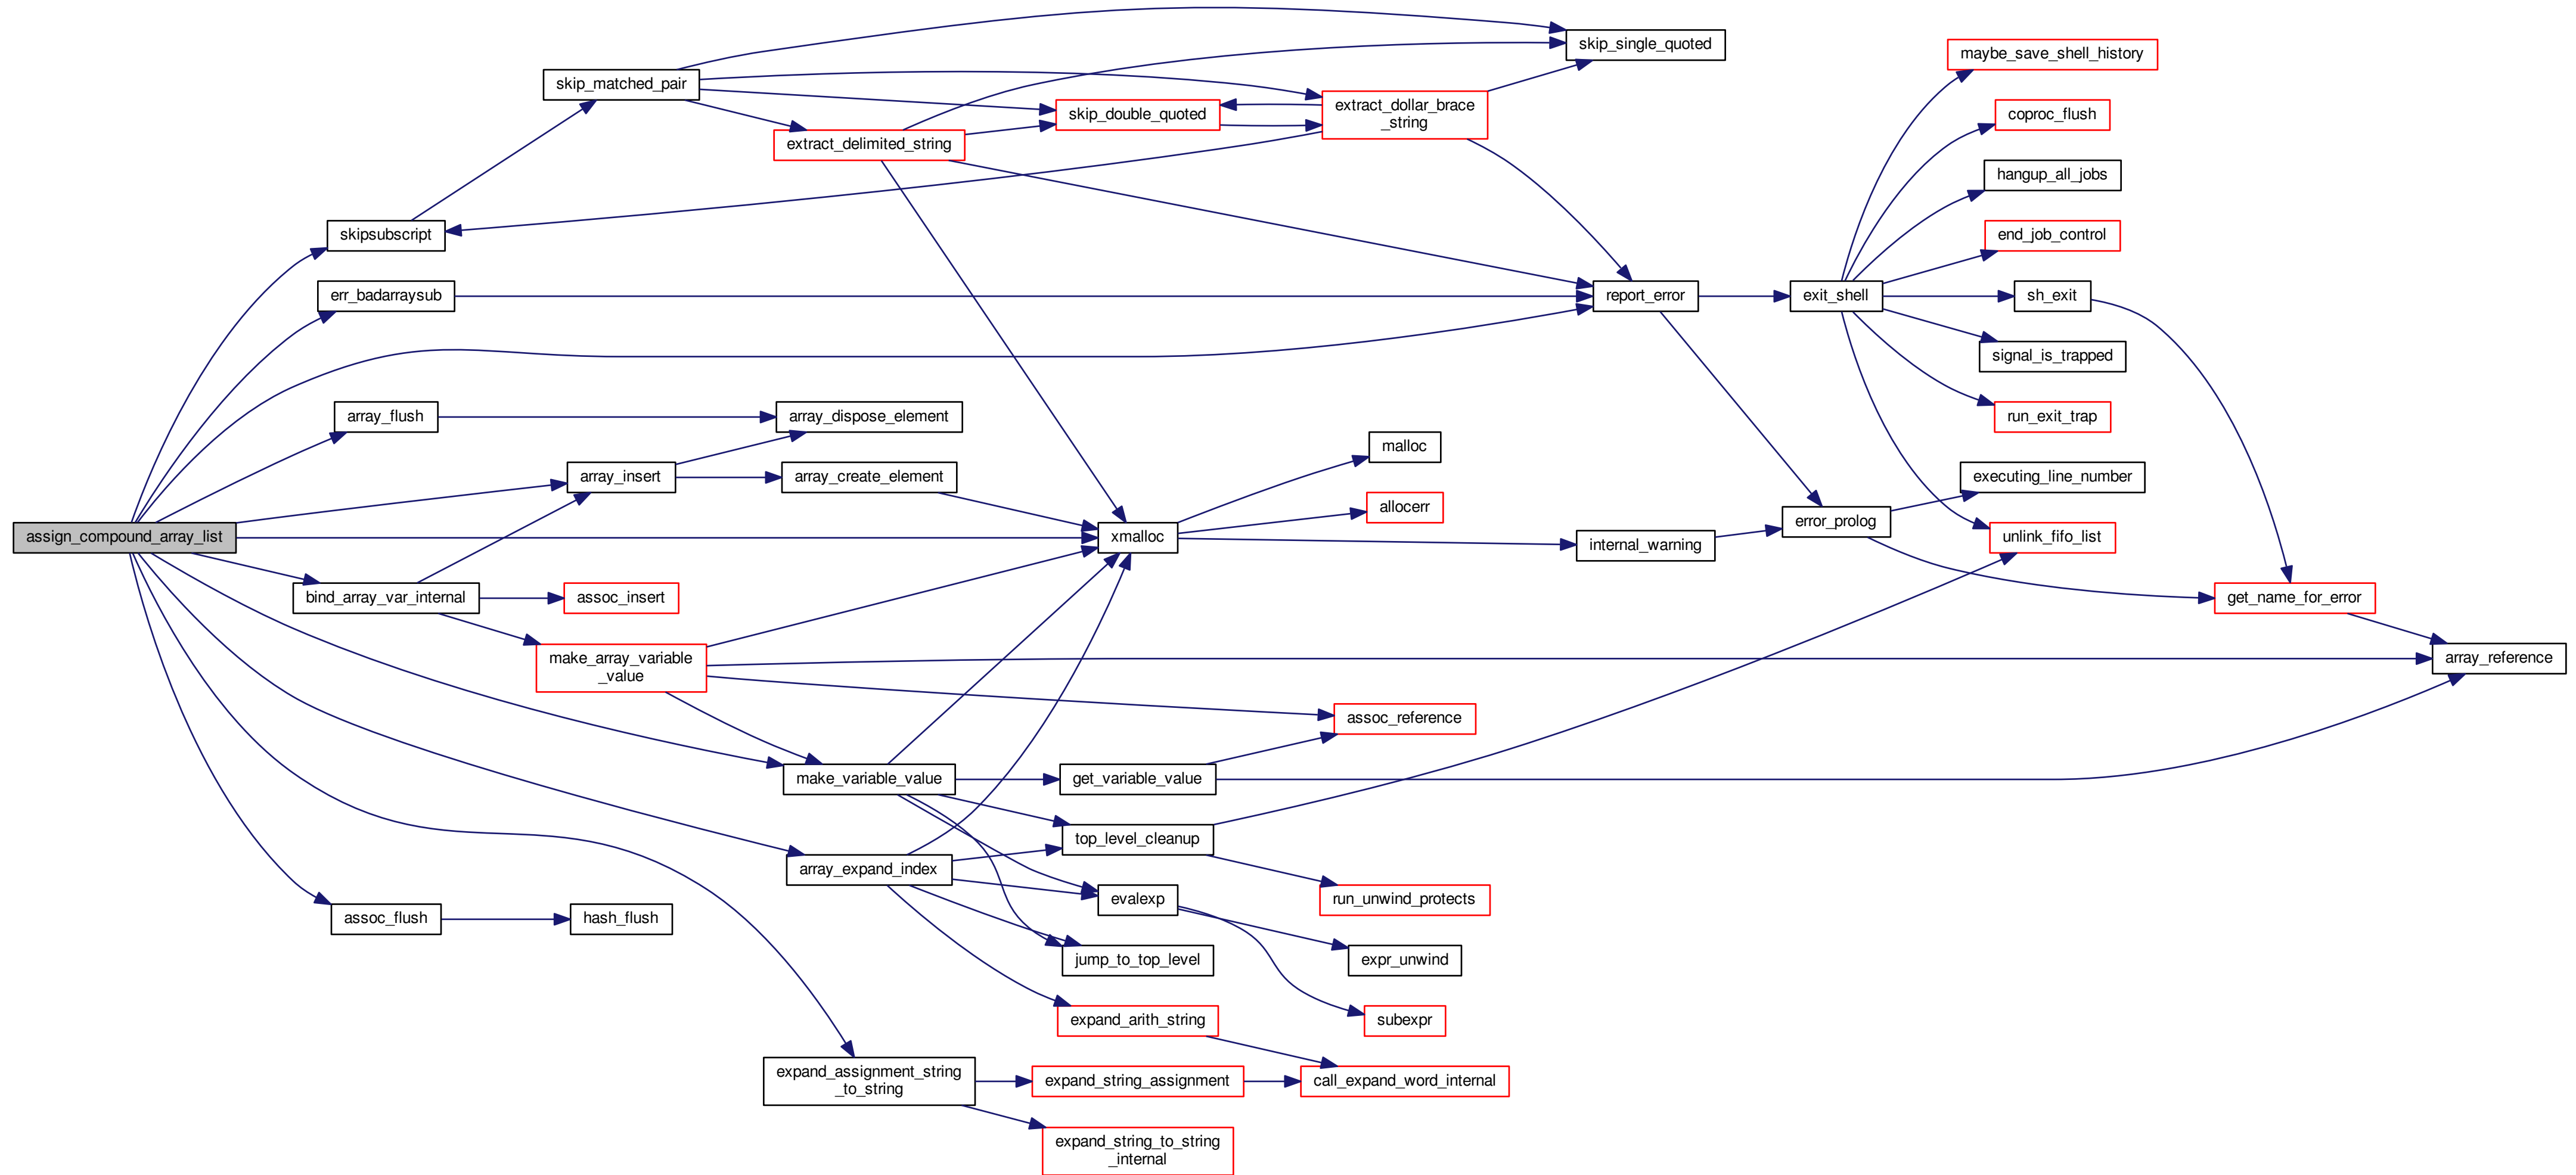 maybe_save_shell_history
skip_single_quoted
skip_matched_pair
extract_dollar_brace
_string
skip_double_quoted
coproc_flush
extract_delimited_string
hangup_all_jobs
skipsubscript
end_job_control
err_badarraysub
report_error
exit_shell
sh_exit
signal_is_trapped
array_flush
array_dispose_element
run_exit_trap
malloc
array_insert
array_create_element
executing_line_number
allocerr
error_prolog
assign_compound_array_list
xmalloc
internal_warning
unlink_fifo_list
bind_array_var_internal
assoc_insert
get_name_for_error
make_array_variable
_value
array_reference
assoc_reference
make_variable_value
get_variable_value
top_level_cleanup
array_expand_index
evalexp
run_unwind_protects
assoc_flush
hash_flush
jump_to_top_level
expr_unwind
expand_arith_string
subexpr
expand_assignment_string
_to_string
expand_string_assignment
call_expand_word_internal
expand_string_to_string
_internal